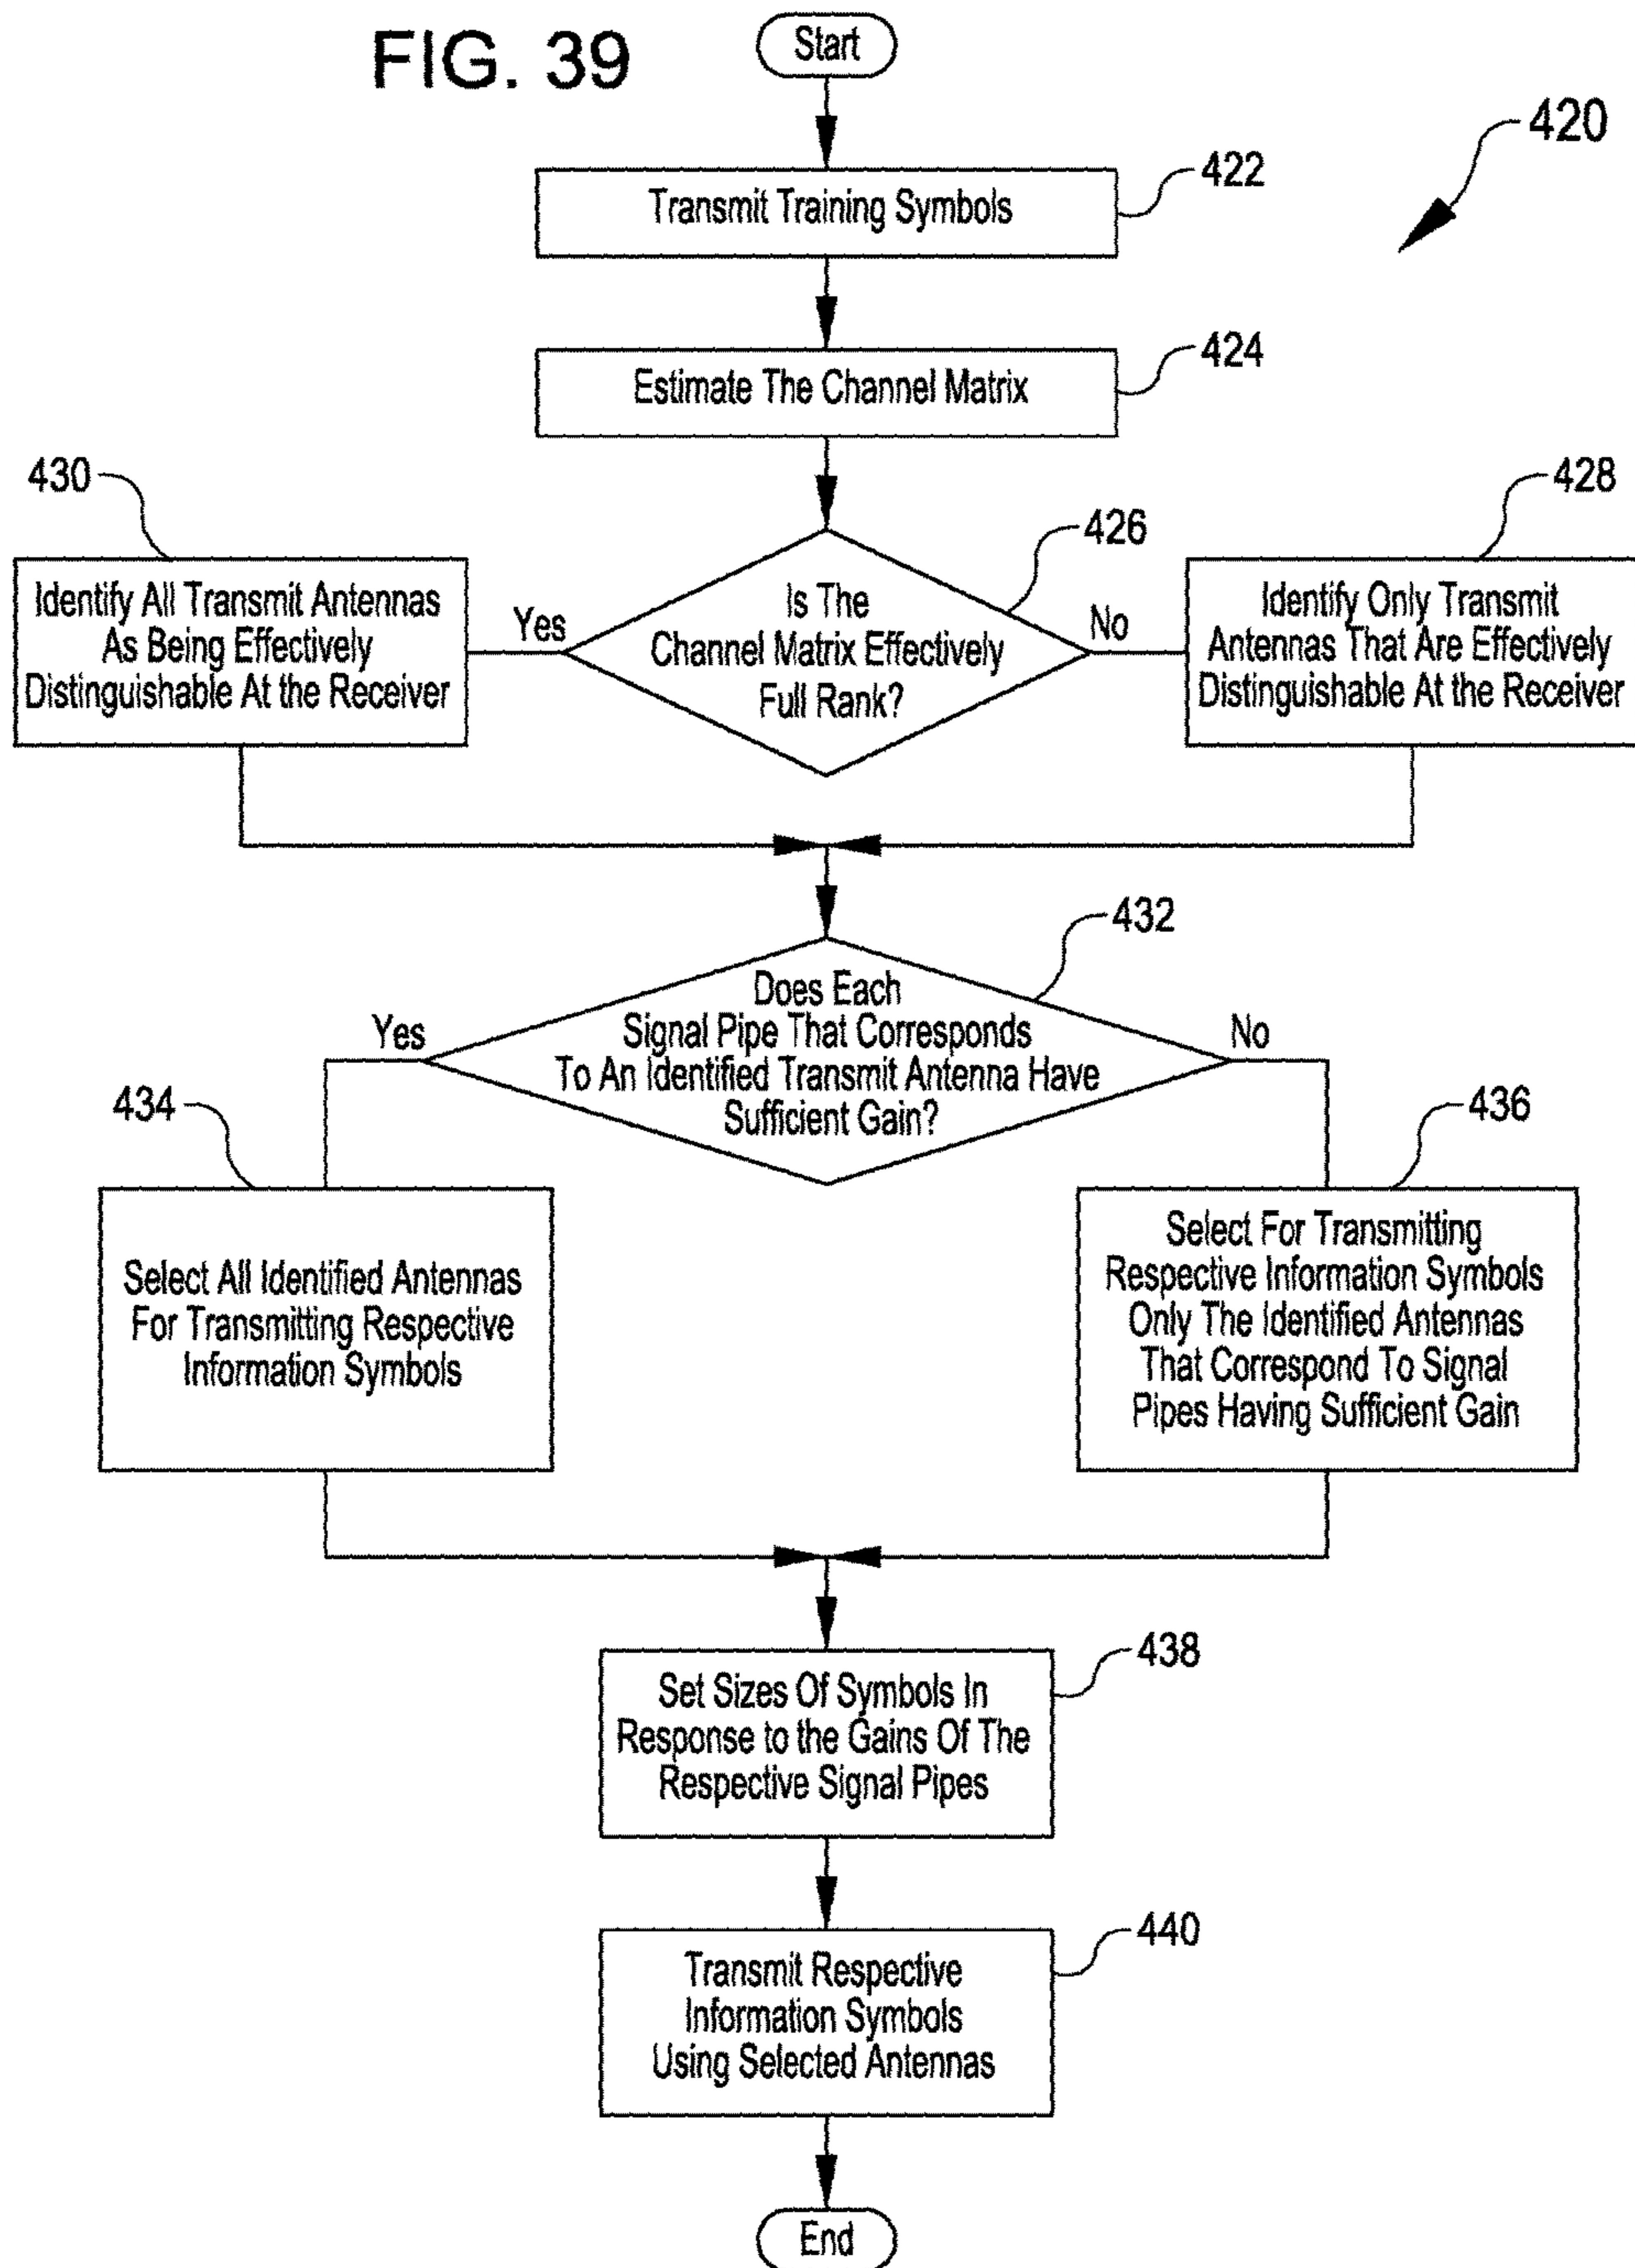 FIG. 39
Start
420
422
Transmit Training Symbols
424
Estimate The Channel Matrix
430
426
428
Identify All Transmit Antennas
As Being Effectively
Distinguishable At the Receiver
Yes
Is The
Channel Matrix Effectively
Full Rank?
No
Identify Only Transmit
Antennas That Are Effectively
Distinguishable At the Receiver
432
Does Each
Signal Pipe That Corresponds
To An Identified Transmit Antenna Have
Sufficient Gain?
Yes
No
434
436
Select All Identified Antennas
For Transmitting Respective
Information Symbols
Select For Transmitting
Respective Information Symbols
Only The Identified Antennas
That Correspond To Signal
Pipes Having Sufficient Gain
438
Set Sizes Of Symbols In
Response to the Gains Of The
Respective Signal Pipes
440
Transmit Respective
Information Symbols
Using Selected Antennas
End